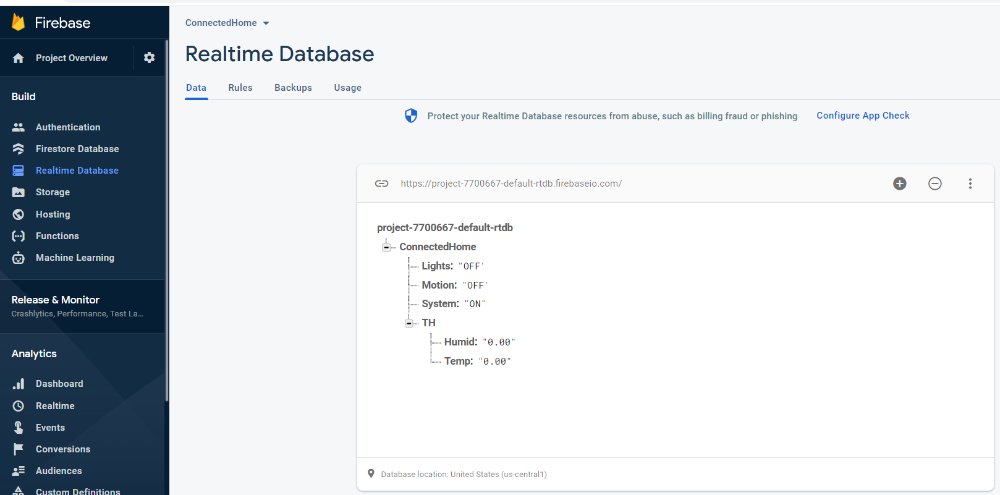 Firebase
Project Overview
Build
Authentication
Firestore Database
Realtime Database
Storage
Hosting
Functions
Machine Learning
Release & Monitor
Crashlytics, Performance, Test La...
Analytics
Dashboard
Realtime
Events
Conversions
Audiences
Custom Definitions
ConnectedHome
Realtime Database
Data Rules Backups Usage
Protect your Realtime Database resources from abuse, such as billing fraud or phishing Configure App Check
https://project-7700667-default-rtdb.firebaseio.com/
project-7700667-default-rtdb
ConnectedHome
Lights: "OFF'
Motion: "OFF'
System: "ON"
TH
Humid: "0.00"
Temp: "0.00"
Database location: United States (us-central1)